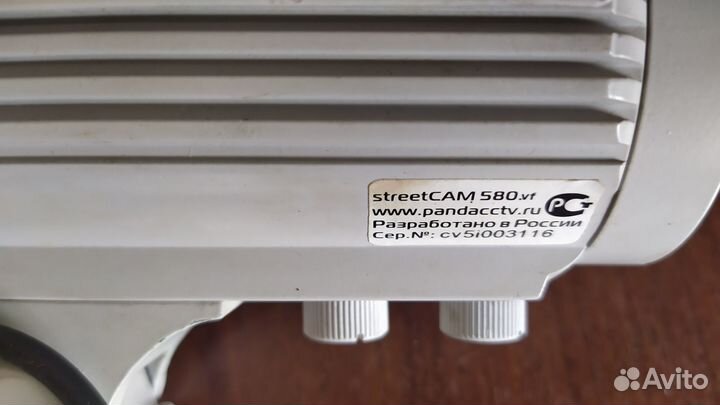 streetCAM 580.vf
www.pandacctv.ru
Разработано в России
Сер.№: cv5i003116
Avito